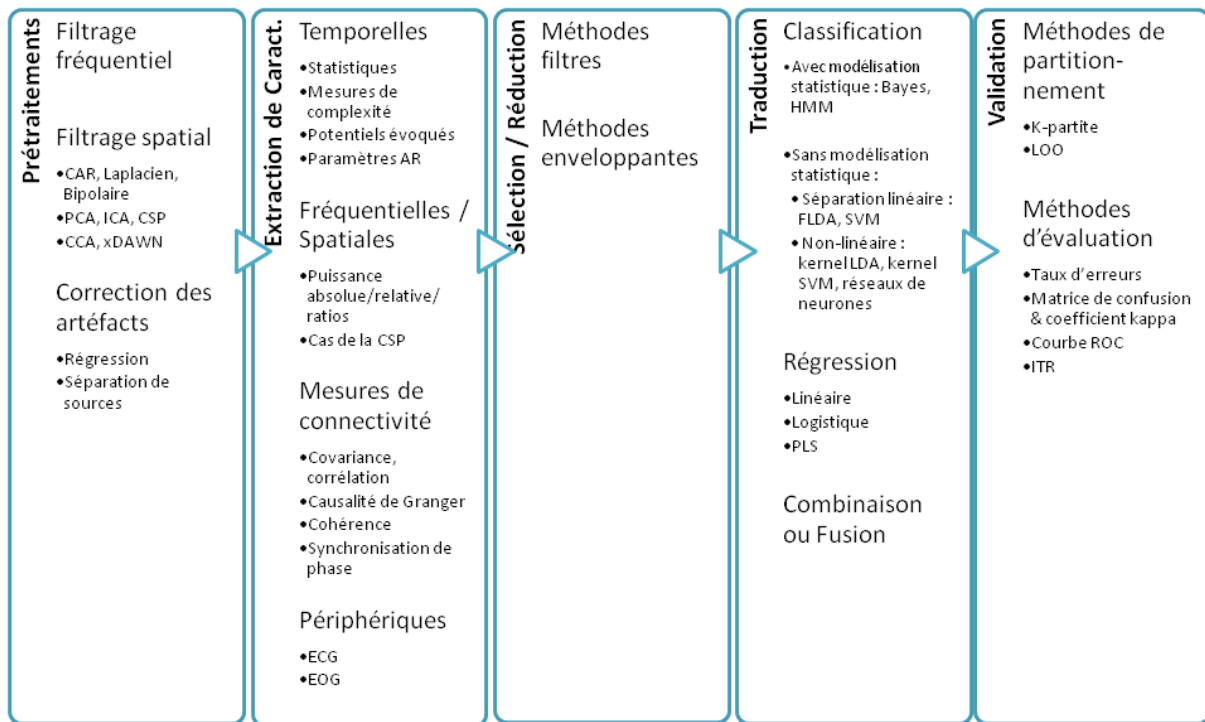 Prétraitements
Filtrage
fréquentiel
Filtrage spatial
•CAR, Laplacien,
Bipolaire
•PCA, ICA, CSP
•CCA, xDAWN
Correction des
artéfacts
•Régression
•Séparation de
sources
Extraction de Caract.
Temporelles
•Statistiques
•Mesures de
complexité
•Potentiels évoqués
•Paramètres AR
Fréquentielles /
Spatiales
•Puissance
absolue/relative/
ratios
•Cas de la CSP
Mesures de
connectivité
•Covariance,
corrélation
•Causalité de Granger
•Cohérence
•Synchronisation de
phase
Périphériques
•ECG
•EOG
Sélection / Réduction
Méthodes
filtres
Méthodes
enveloppantes
Traduction
Classification
•Avec modélisation
statistique : Bayes,
HMM
•Sans modélisation
statistique :
•Séparation linéaire :
FLDA, SVM
•Non-linéaire :
kernel LDA, kernel
SVM, réseaux de
neurones
Régression
•Linéaire
•Logistique
•PLS
Combinaison
ou Fusion
Validation
Méthodes de
partition-
nement
•K-partite
•LOO
Méthodes
d’évaluation
•Taux d’erreurs
•Matrice de confusion
& coefficient kappa
•Courbe ROC
•ITR